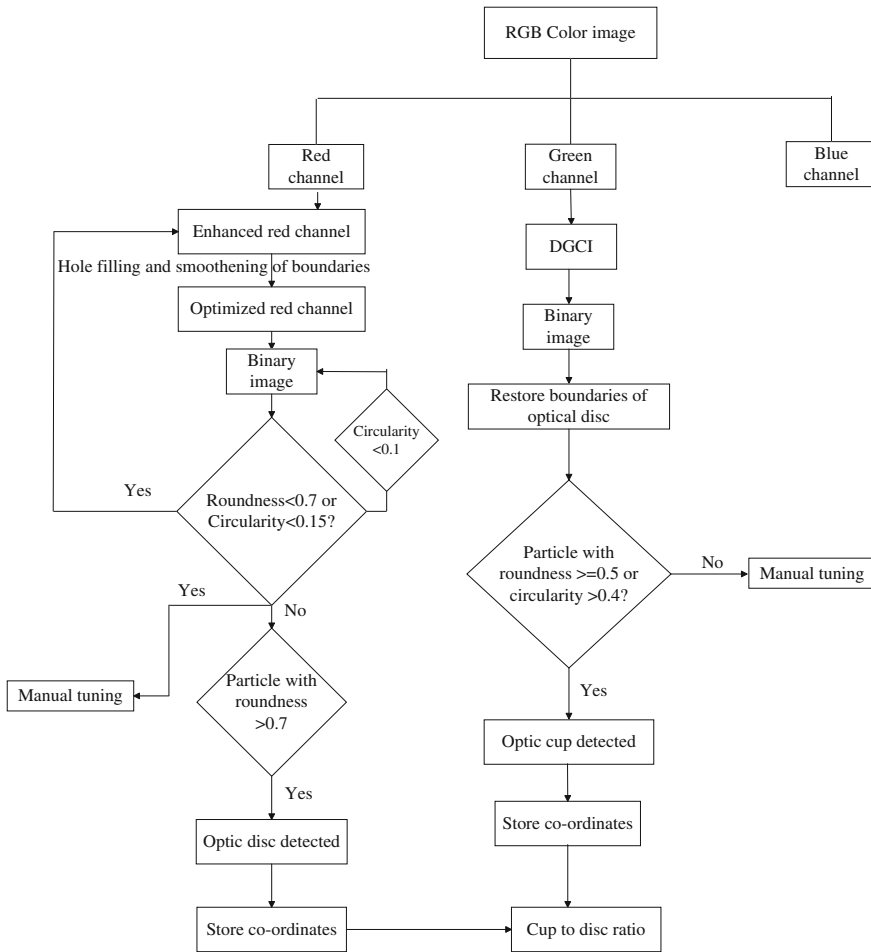 RGB Color image
Red
channel
Green
channel
Blue
channel
Enhanced red channel
DGCI
Hole filling and smoothening of boundaries
Optimized red channel
Binary
image
Binary
image
Restore boundaries of
optical disc
Circularity
<0.1
Yes
Roundness<0.7 or
Circularity<0.15?
Particle with
roundness >=0.5 or
circularity >0.4?
No
Manual tuning
Yes
No
Manual tuning
Particle with
roundness
>0.7
Yes
Optic cup detected
Yes
Optic disc detected
Store co-ordinates
Store co-ordinates
Cup to disc ratio